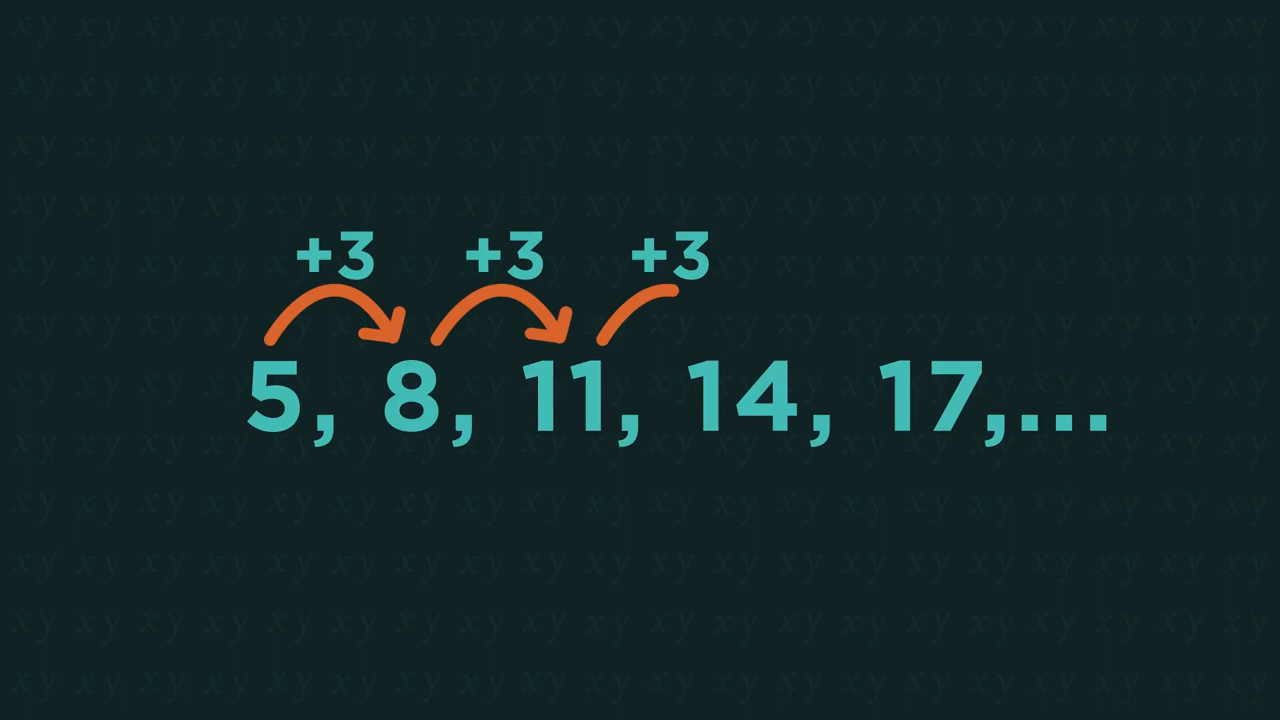 +3 +3 +3
5, 8, 11, 14, 17,...